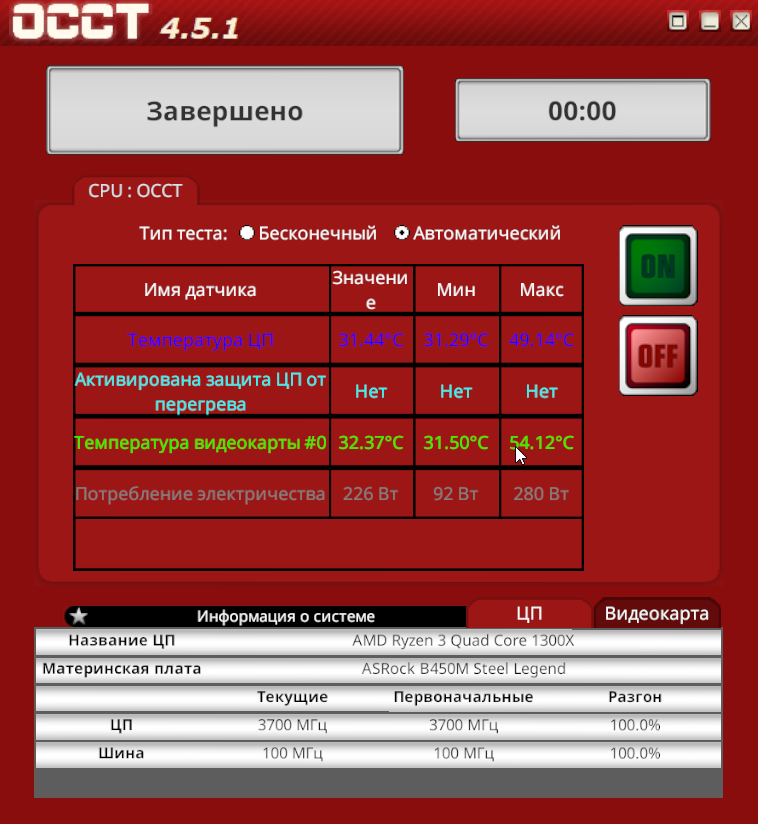 OCCT 4.5.1
Завершено
00:00
CPU : OCCT
Тип теста: Бесконечный Автоматический
ON
OFF
Имя датчика Значени
е Мин Макс
Температура ЦП 31.44°C 31.29°C 49.14°C
Активирована защита ЦП от
перегрева Нет Нет Нет
Температура видеокарты #0 32.37°C 31.50°C 54.12°C
Потребление электричества 226 Вт 92 Вт 280 Вт
Информация о системе ЦП Видеокарта
Название ЦП AMD Ryzen 3 Quad Core 1300X
Материнская плата ASRock B450M Steel Legend
Текущие Первоначальные Разгон
ЦП 3700 МГц 3700 МГц 100.0%
Шина 100 МГц 100 МГц 100.0%